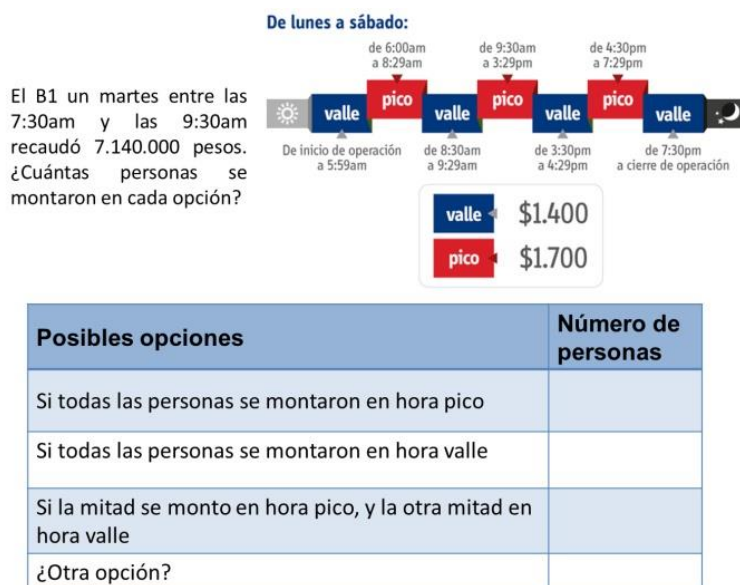 De lunes a sábado:
de 6:00am
a 8:29am
de 9:30am
a 3:29pm
de 4:30pm
a 7:29pm
El B1 un martes entre las
7:30am y las 9:30am
recaudó 7.140.000 pesos.
¿Cuántas personas se
montaron en cada opción?
valle
pico
valle
pico
valle
pico
valle
De inicio de operación
a 5:59am
de 8:30am
a 9:29am
de 3:30pm
a 4:29pm
de 7:30pm
a cierre de operación
valle $1.400
pico $1.700
Posibles opciones
Número de
personas
Si todas las personas se montaron en hora pico
Si todas las personas se montaron en hora valle
Si la mitad se monto en hora pico, y la otra mitad en
hora valle
¿Otra opción?